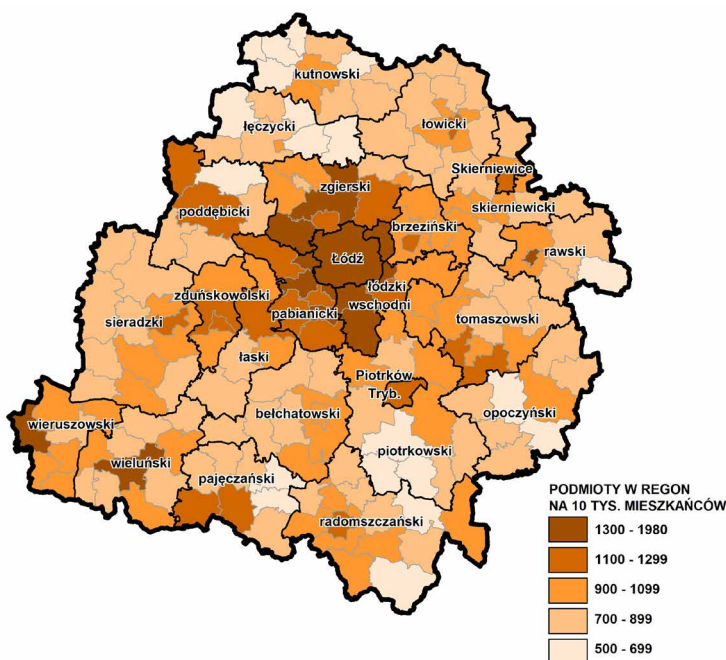 kutnowski
łęczycki
łowicki
Skierniewice
zgierski
skierniewicki
poddębicki
brzeziński
rawski
Łódź
łódzki
wschodni
zduńskowolski
pabianicki
sieradzki
tomaszowski
łaski
Piotrków
Tryb.
wieruszowski
bełchatowski
opoczyński
piotrkowski
wieluński
pajęczański
radomszczański
PODMIOTY W REGON
NA 10 TYS. MIESZKAŃCÓW
1300 - 1980
1100 - 1299
900 - 1099
700 - 899
500 - 699